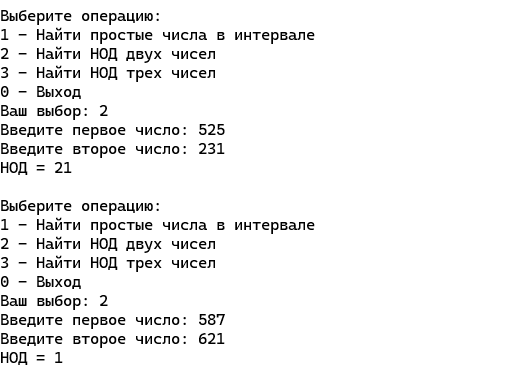 Выберите операцию:
1 – Найти простые числа в интервале
2 – Найти НОД двух чисел
3 – Найти НОД трех чисел
0 – Выход
Ваш выбор: 2
Введите первое число: 525
Введите второе число: 231
НОД = 21
Выберите операцию:
1 – Найти простые числа в интервале
2 – Найти НОД двух чисел
3 – Найти НОД трех чисел
0 – Выход
Ваш выбор: 2
Введите первое число: 587
Введите второе число: 621
НОД = 1